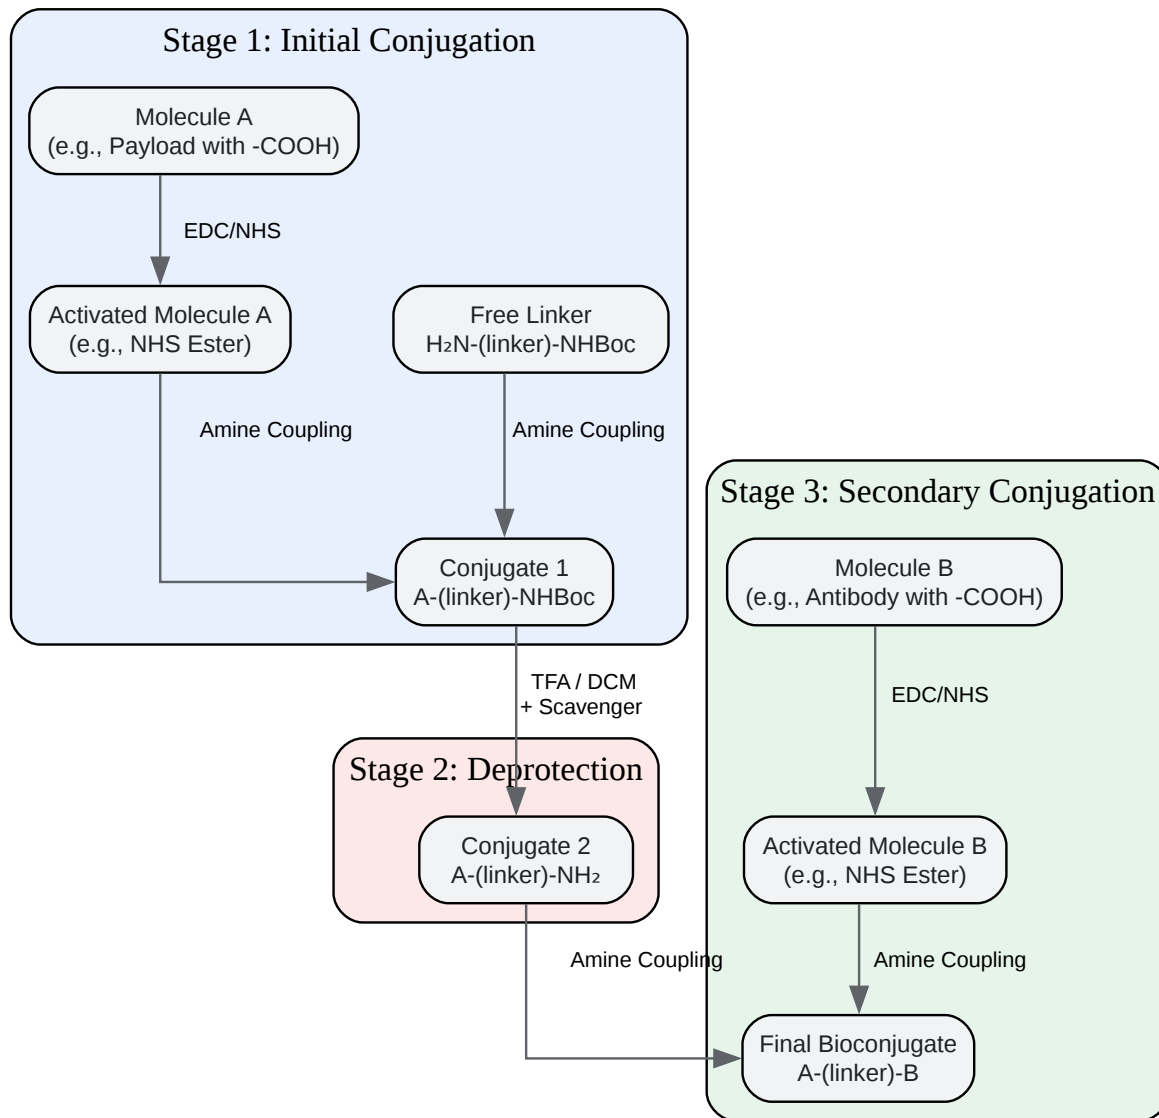 Stage 1: Initial Conjugation
Molecule A
(e.g., Payload with -COOH)
EDC/NHS
Activated Molecule A
(e.g., NHS Ester)
Free Linker
H₂N-(linker)-NHBoc
Amine Coupling
Amine Coupling
Conjugate 1
A-(linker)-NHBoc
TFA / DCM
+ Scavenger
Stage 2: Deprotection
Conjugate 2
A-(linker)-NH₂
Stage 3: Secondary Conjugation
Molecule B
(e.g., Antibody with -COOH)
EDC/NHS
Activated Molecule B
(e.g., NHS Ester)
Amine Coupling
Amine Coupling
Final Bioconjugate
A-(linker)-B